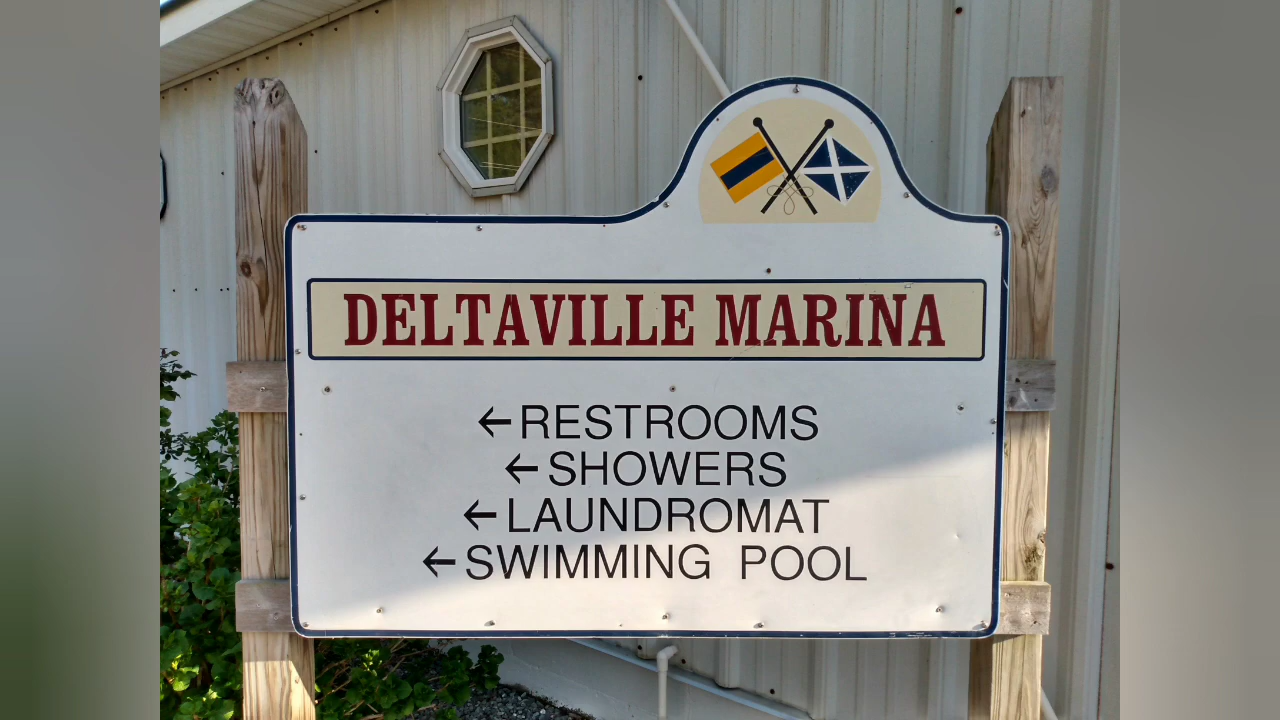 DELTAVILLE MARINA
←RESTROOMS
←SHOWERS
←LAUNDROMAT
←SWIMMING POOL